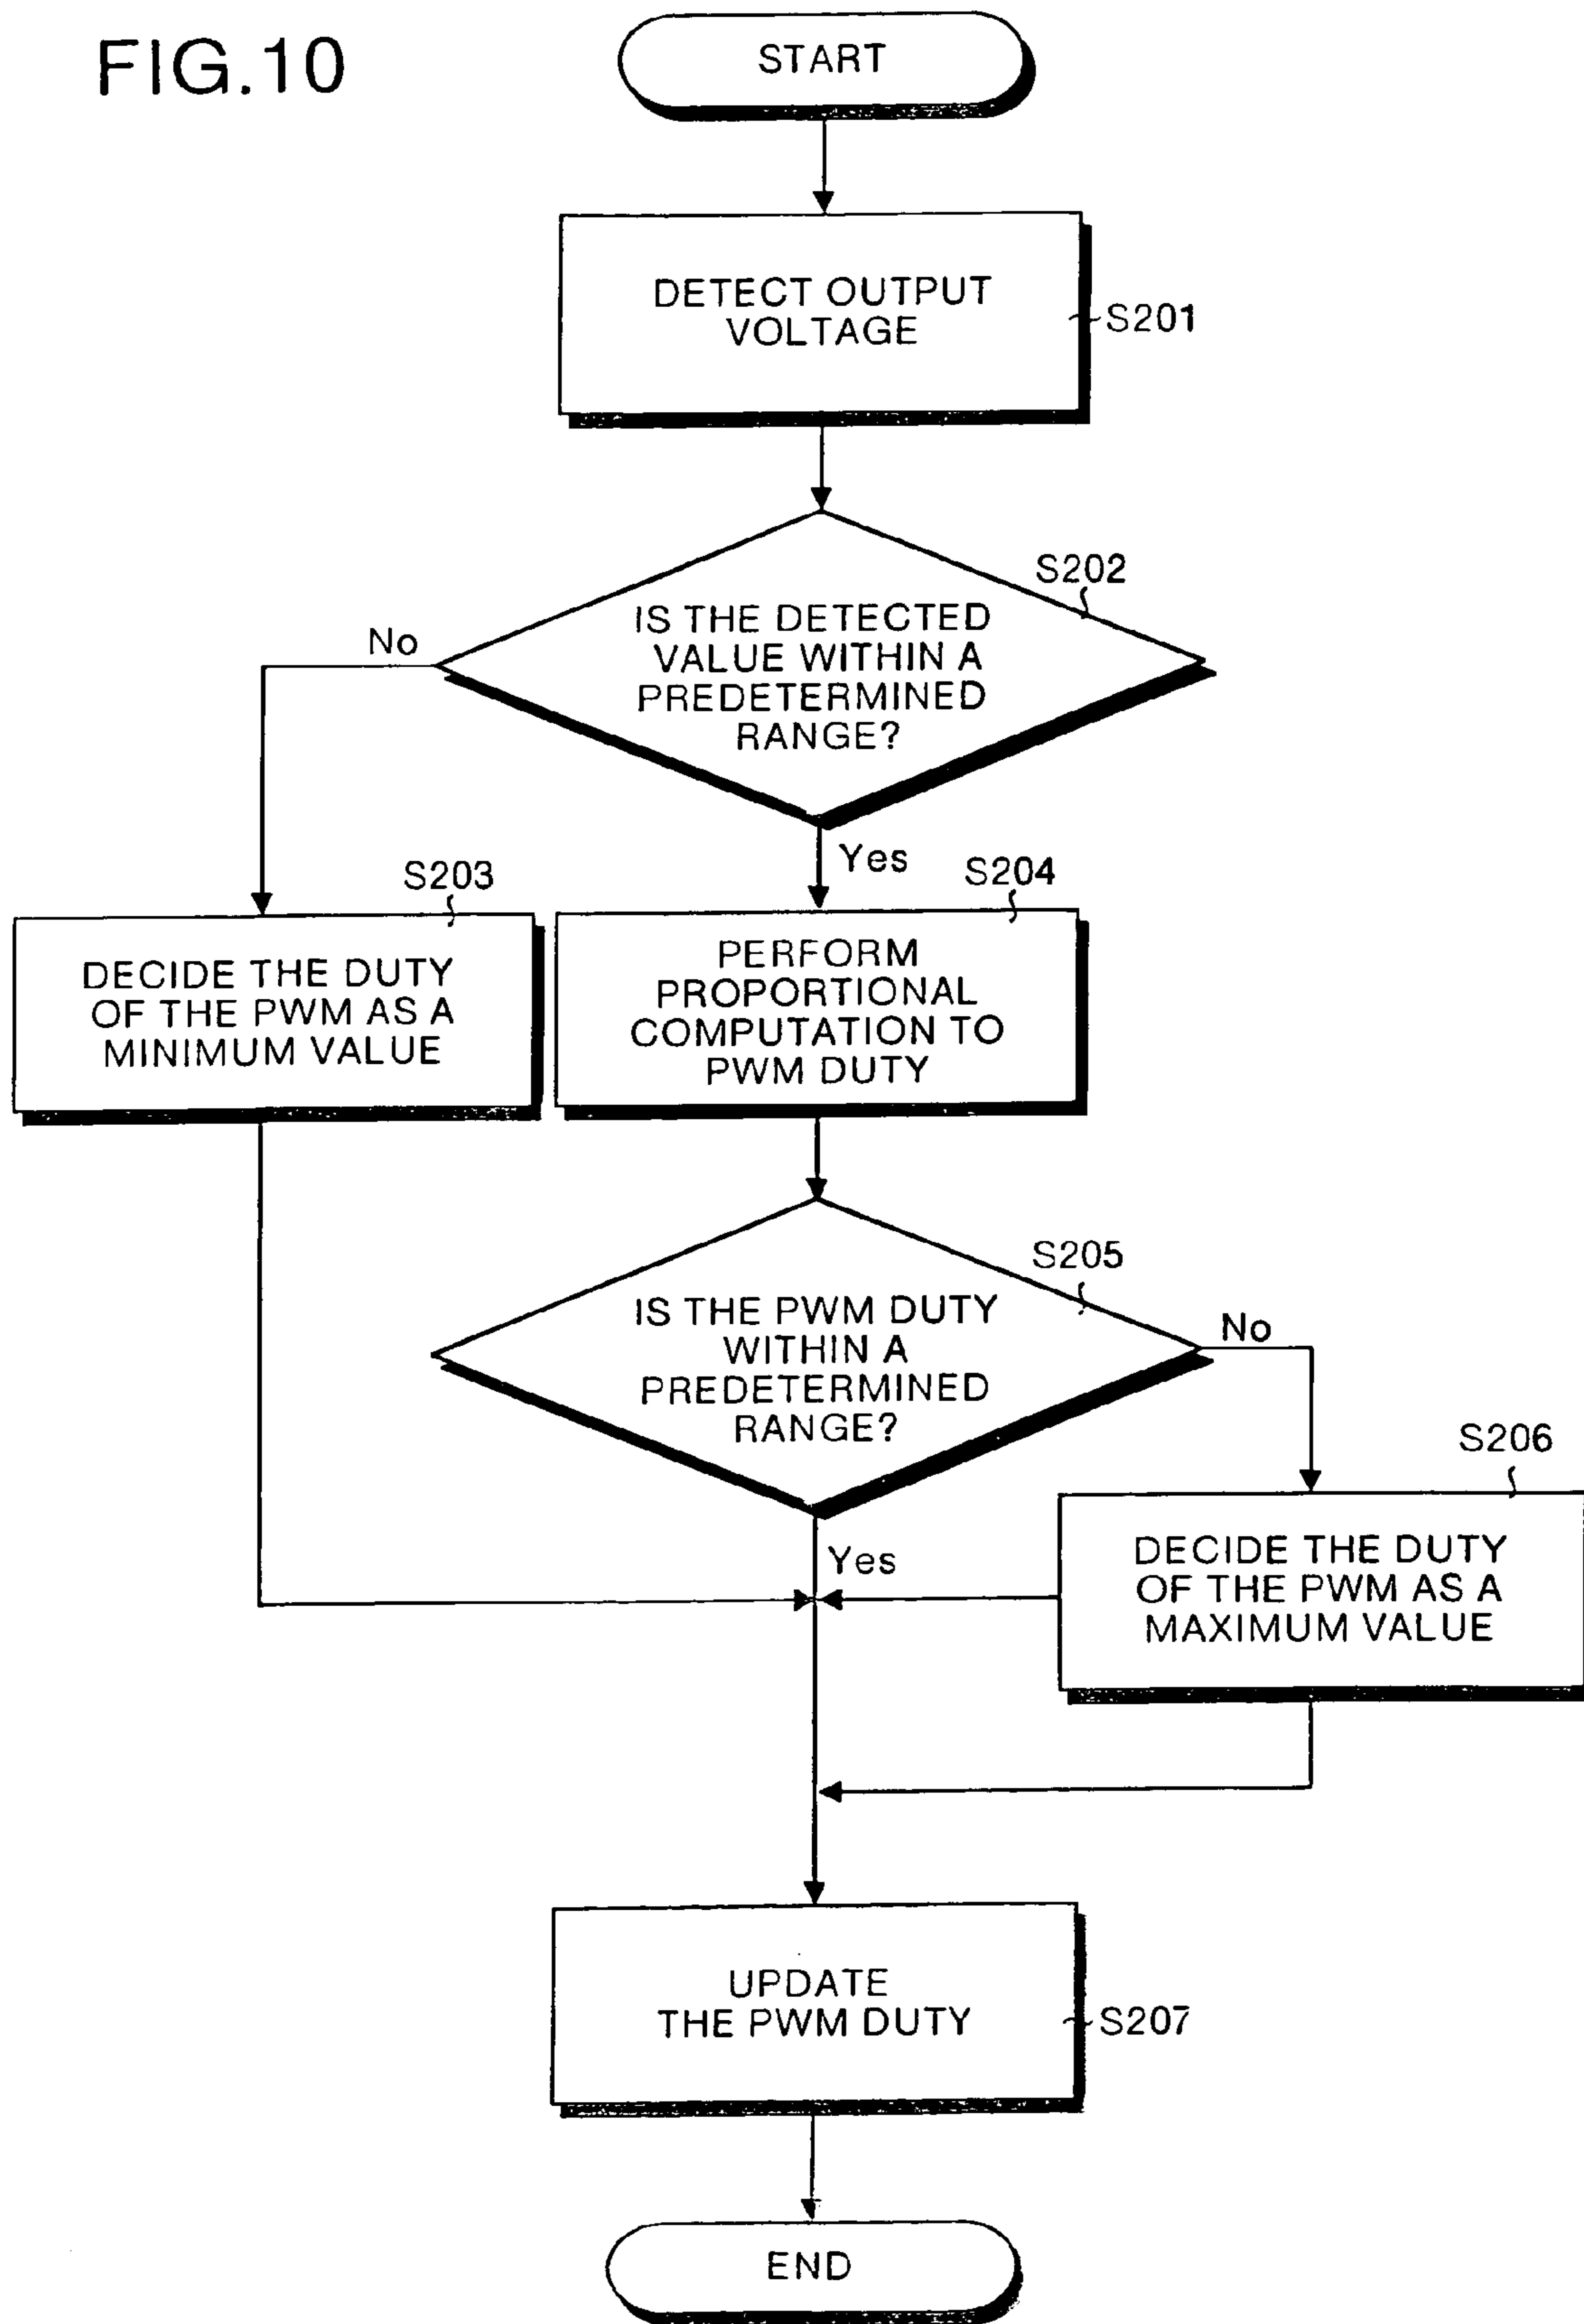 FIG.10
START
DETECT OUTPUT
VOLTAGE
S201
S202
IS THE DETECTED
VALUE WITHIN A
PREDETERMINED
RANGE?
No
Yes
S203
DECIDE THE DUTY
OF THE PWM AS A
MINIMUM VALUE
S204
PERFORM
PROPORTIONAL
COMPUTATION TO
PWM DUTY
S205
IS THE PWM DUTY
WITHIN A
PREDETERMINED
RANGE?
No
Yes
S206
DECIDE THE DUTY
OF THE PWM AS A
MAXIMUM VALUE
UPDATE
THE PWM DUTY
S207
END